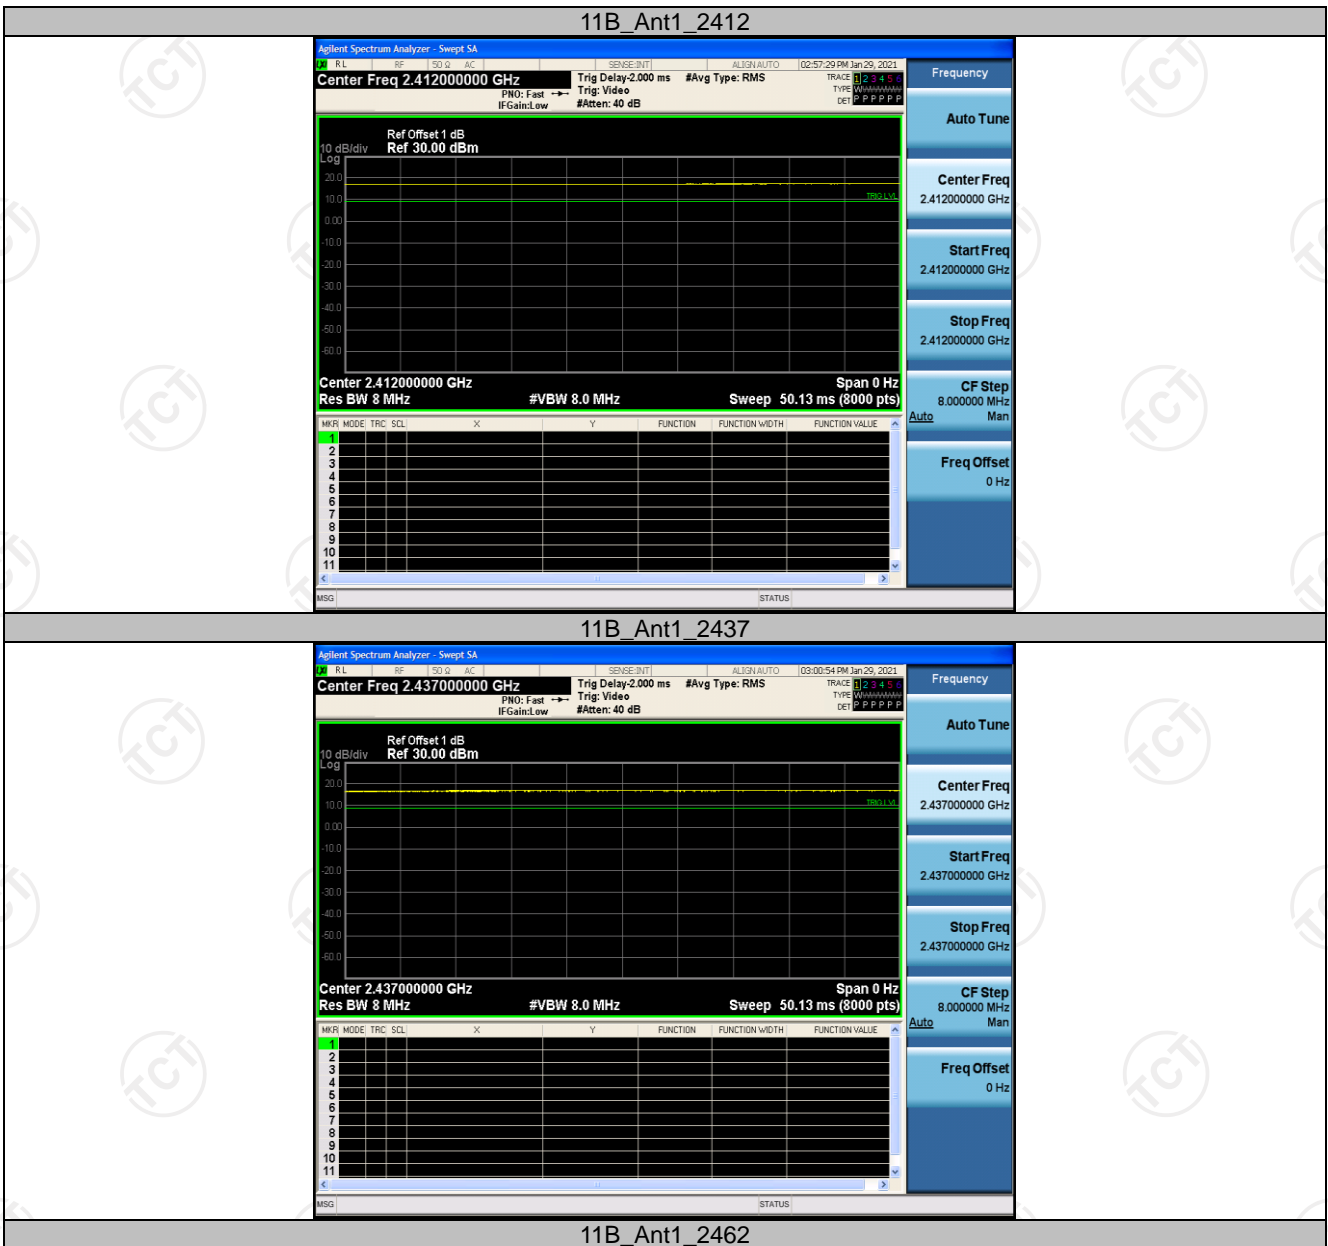 11B_Ant1_2412
Agilent Spectrum Analyzer - Swept SA
RL RF 50 Ω AC SENSE:INT ALIGN AUTO 02:57:29 PM Jan 29, 2021
Center Freq 2.412000000 GHz
PNO: Fast
IFGain:Low
Trig Delay-2.000 ms #Avg Type: RMS
Trig: Video
#Atten: 40 dB
TRACE 1 2 3 4 5 6
TYPE
DET P P P P P P
Ref Offset 1 dB
10 dB/div Ref 30.00 dBm
Log
20.0
10.0
0.00
-10.0
-20.0
-30.0
-40.0
-50.0
-60.0
TRIG LVL
Center 2.412000000 GHz Span 0 Hz
Res BW 8 MHz #VBW 8.0 MHz Sweep 50.13 ms (8000 pts)
MKR MODE TRC SCL X Y FUNCTION FUNCTION WIDTH FUNCTION VALUE
1
2
3
4
5
6
7
8
9
10
11
MSG STATUS
Frequency
Auto Tune
Center Freq
2.412000000 GHz
Start Freq
2.412000000 GHz
Stop Freq
2.412000000 GHz
CF Step
8.000000 MHz
Auto Man
Freq Offset
0 Hz
11B_Ant1_2437
Agilent Spectrum Analyzer - Swept SA
RL RF 50 Ω AC SENSE:INT ALIGN AUTO 03:00:54 PM Jan 29, 2021
Center Freq 2.437000000 GHz
PNO: Fast
IFGain:Low
Trig Delay-2.000 ms #Avg Type: RMS
Trig: Video
#Atten: 40 dB
TRACE 1 2 3 4 5 6
TYPE
DET P P P P P P
Ref Offset 1 dB
10 dB/div Ref 30.00 dBm
Log
20.0
10.0
0.00
-10.0
-20.0
-30.0
-40.0
-50.0
-60.0
TRIG LVL
Center 2.437000000 GHz Span 0 Hz
Res BW 8 MHz #VBW 8.0 MHz Sweep 50.13 ms (8000 pts)
MKR MODE TRC SCL X Y FUNCTION FUNCTION WIDTH FUNCTION VALUE
1
2
3
4
5
6
7
8
9
10
11
MSG STATUS
Frequency
Auto Tune
Center Freq
2.437000000 GHz
Start Freq
2.437000000 GHz
Stop Freq
2.437000000 GHz
CF Step
8.000000 MHz
Auto Man
Freq Offset
0 Hz
11B_Ant1_2462
TCT